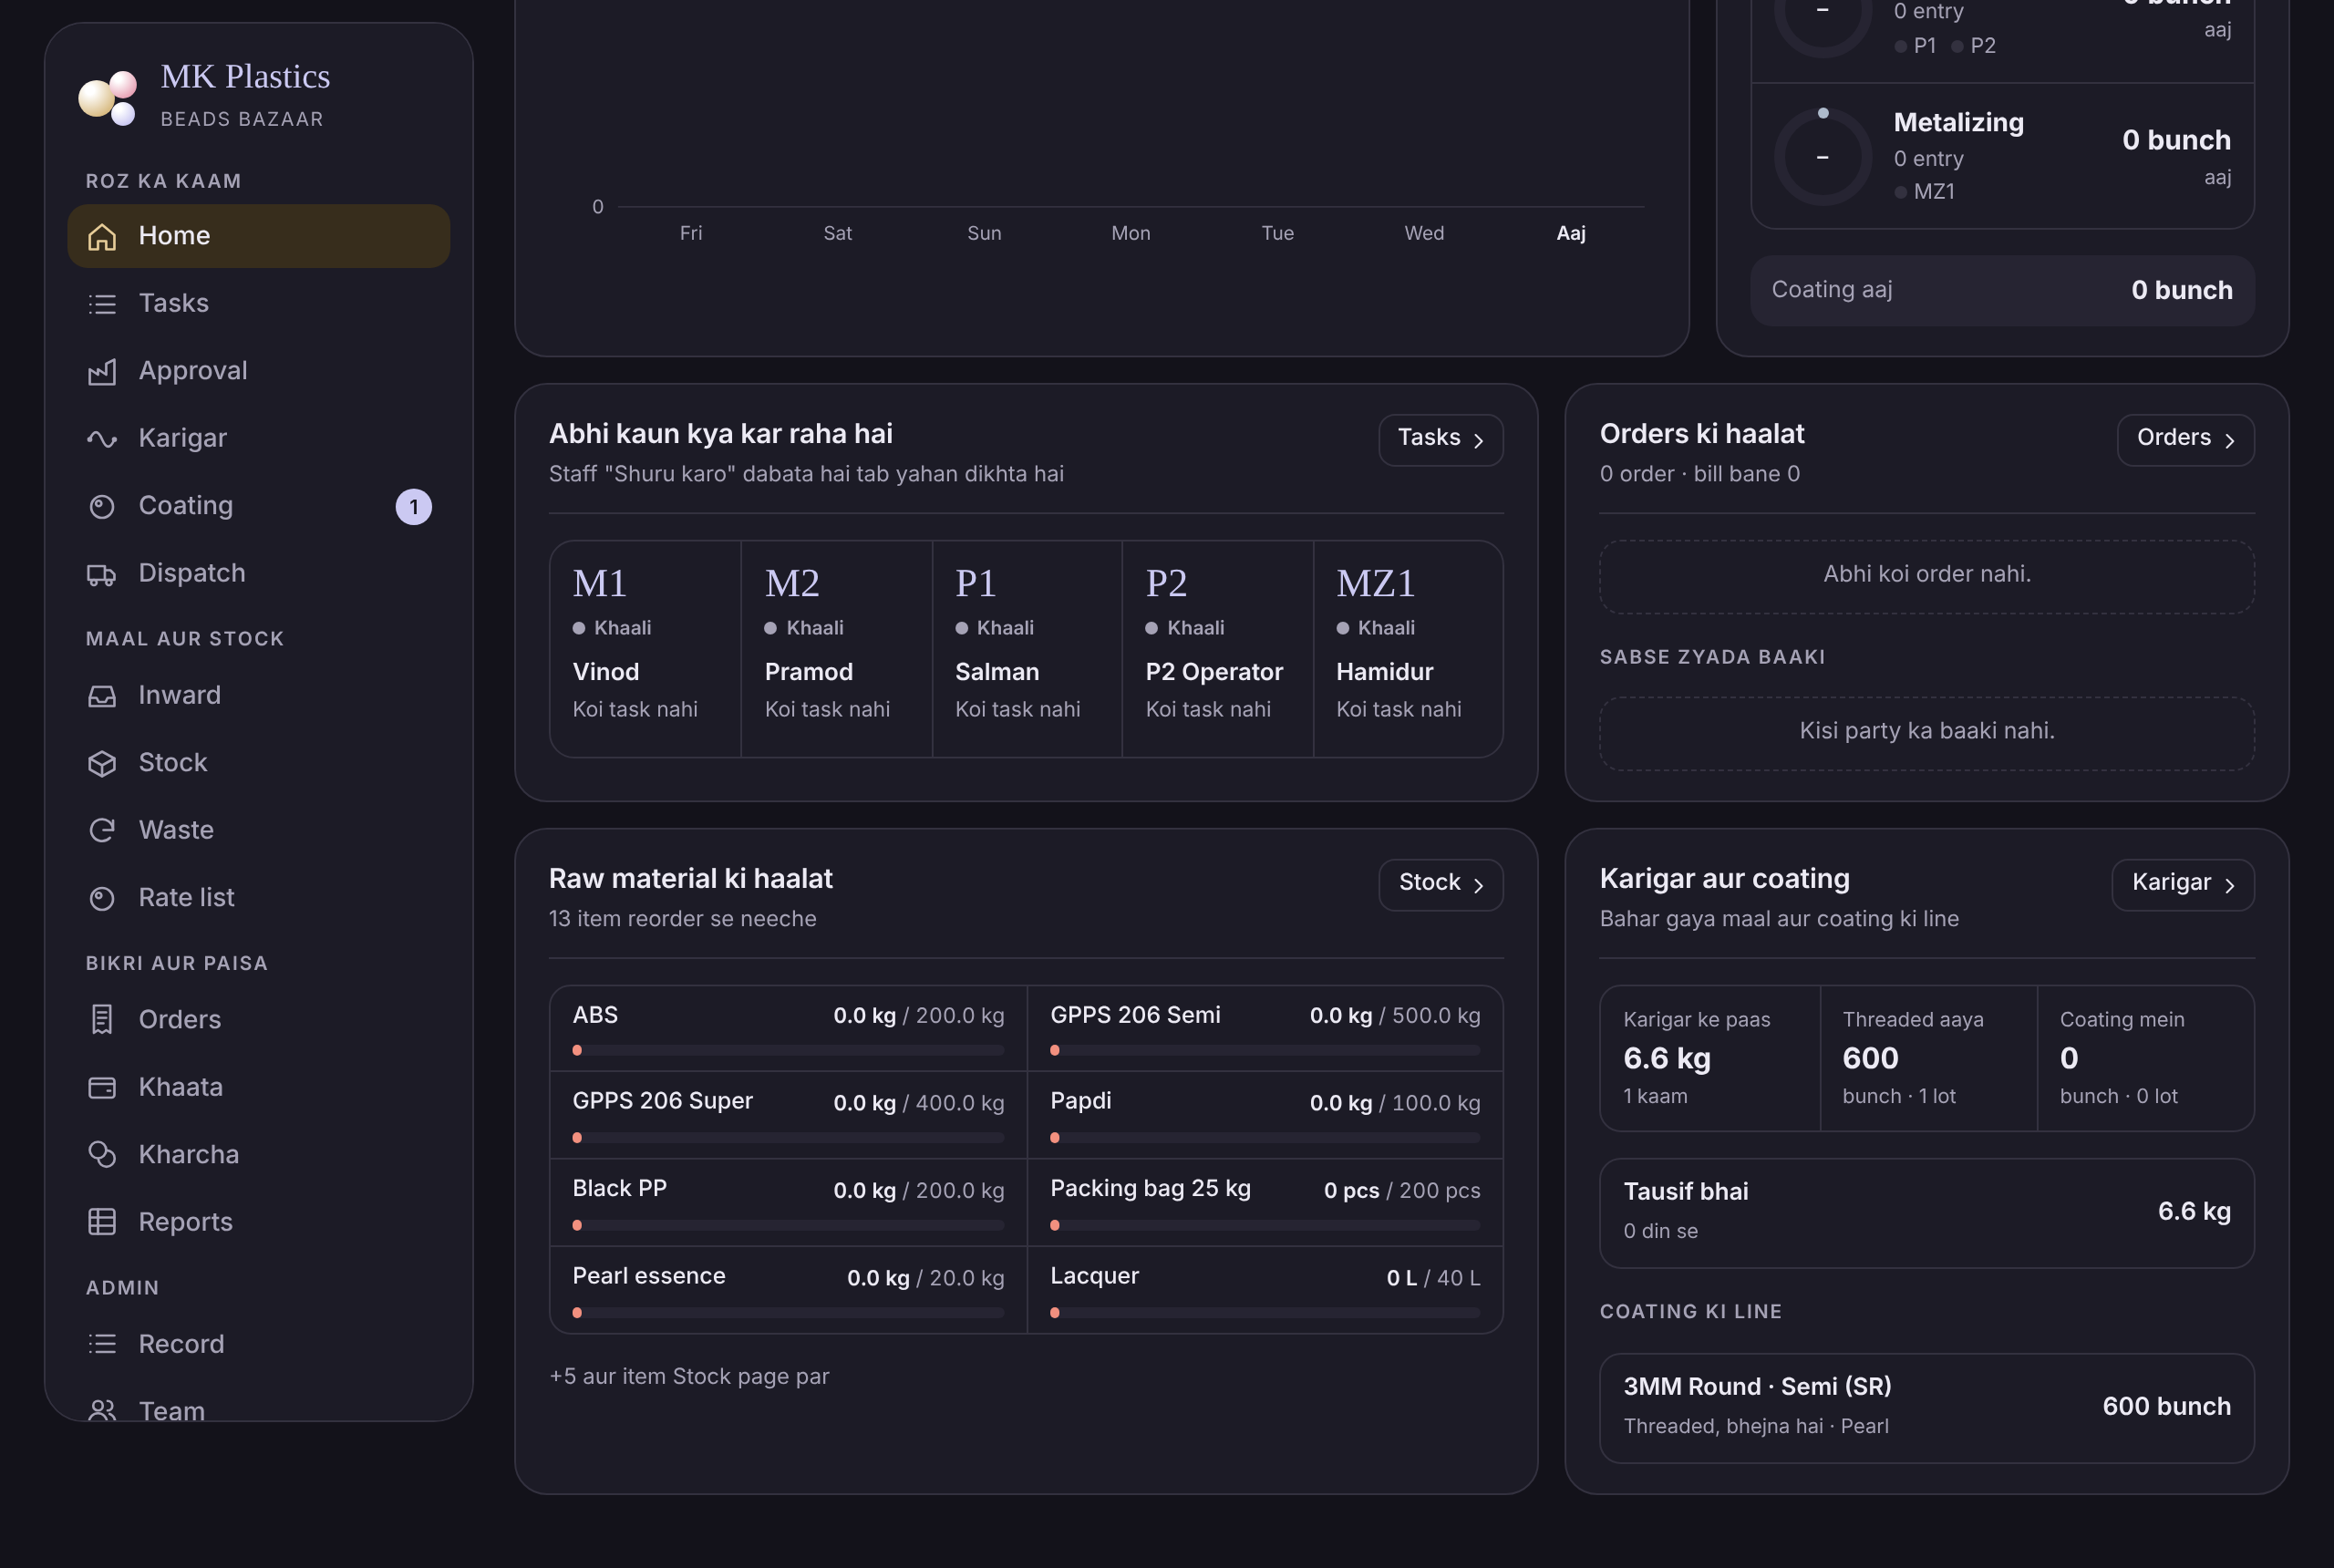 MK Plastics
BEADS BAZAAR
ROZ KA KAAM
Home
Tasks
Approval
Karigar
Coating 1
Dispatch
MAAL AUR STOCK
Inward
Stock
Waste
Rate list
BIKRI AUR PAISA
Orders
Khaata
Kharcha
Reports
ADMIN
Record
Team
0
Fri Sat Sun Mon Tue Wed Aaj
–
0 entry
aaj
P1 P2
–
Metalizing
0 entry
MZ1
0 bunch
aaj
Coating aaj 0 bunch
Abhi kaun kya kar raha hai
Staff "Shuru karo" dabata hai tab yahan dikhta hai
Tasks
M1
Khaali
Vinod
Koi task nahi
M2
Khaali
Pramod
Koi task nahi
P1
Khaali
Salman
Koi task nahi
P2
Khaali
P2 Operator
Koi task nahi
MZ1
Khaali
Hamidur
Koi task nahi
Orders ki haalat
0 order · bill bane 0
Orders
Abhi koi order nahi.
SABSE ZYADA BAAKI
Kisi party ka baaki nahi.
Raw material ki haalat
13 item reorder se neeche
Stock
ABS 0.0 kg / 200.0 kg
GPPS 206 Semi 0.0 kg / 500.0 kg
GPPS 206 Super 0.0 kg / 400.0 kg
Papdi 0.0 kg / 100.0 kg
Black PP 0.0 kg / 200.0 kg
Packing bag 25 kg 0 pcs / 200 pcs
Pearl essence 0.0 kg / 20.0 kg
Lacquer 0 L / 40 L
+5 aur item Stock page par
Karigar aur coating
Bahar gaya maal aur coating ki line
Karigar
Karigar ke paas
6.6 kg
1 kaam
Threaded aaya
600
bunch · 1 lot
Coating mein
0
bunch · 0 lot
Tausif bhai
0 din se
6.6 kg
COATING KI LINE
3MM Round · Semi (SR)
Threaded, bhejna hai · Pearl
600 bunch